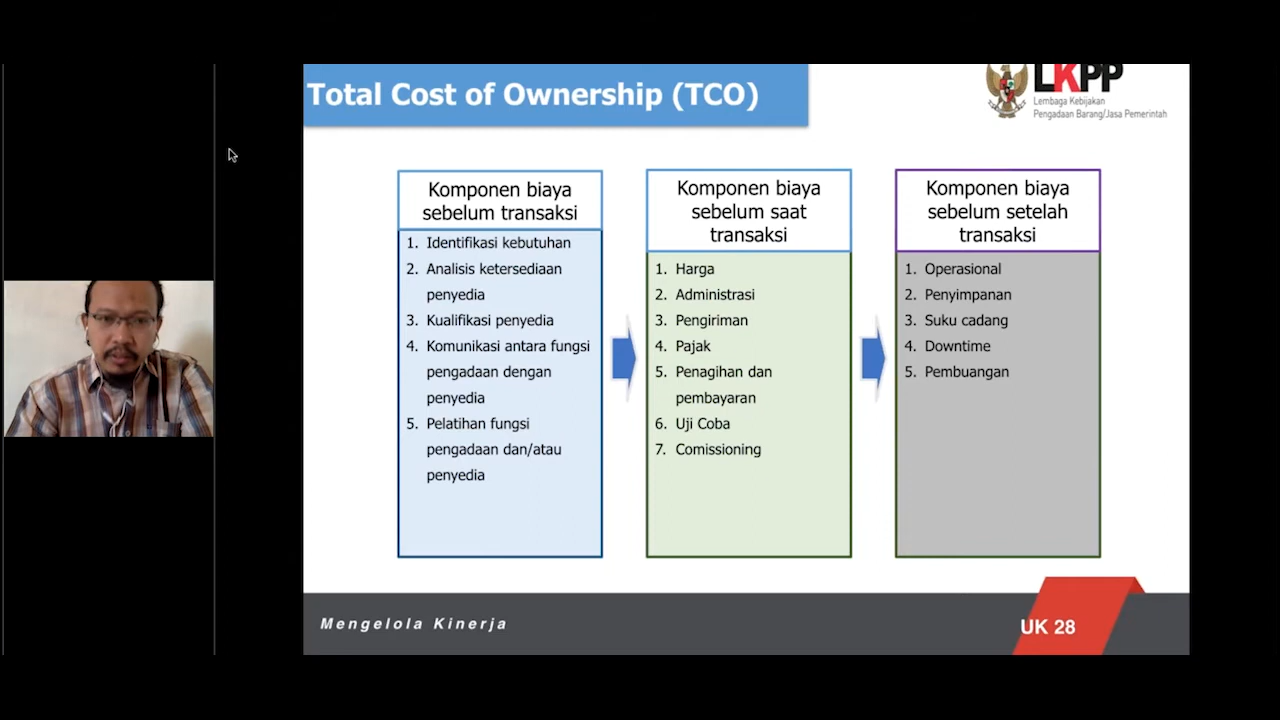 Total Cost of Ownership (TCO)
LKPP
Lembaga Kebijakan
Pengadaan Barang/Jasa Pemerintah
Komponen biaya
sebelum transaksi
1. Identifikasi kebutuhan
2. Analisis ketersediaan
penyedia
3. Kualifikasi penyedia
4. Komunikasi antara fungsi
pengadaan dengan
penyedia
5. Pelatihan fungsi
pengadaan dan/atau
penyedia
Komponen biaya
sebelum saat
transaksi
1. Harga
2. Administrasi
3. Pengiriman
4. Pajak
5. Penagihan dan
pembayaran
6. Uji Coba
7. Comissioning
Komponen biaya
sebelum setelah
transaksi
1. Operasional
2. Penyimpanan
3. Suku cadang
4. Downtime
5. Pembuangan
Mengelola Kinerja
UK 28